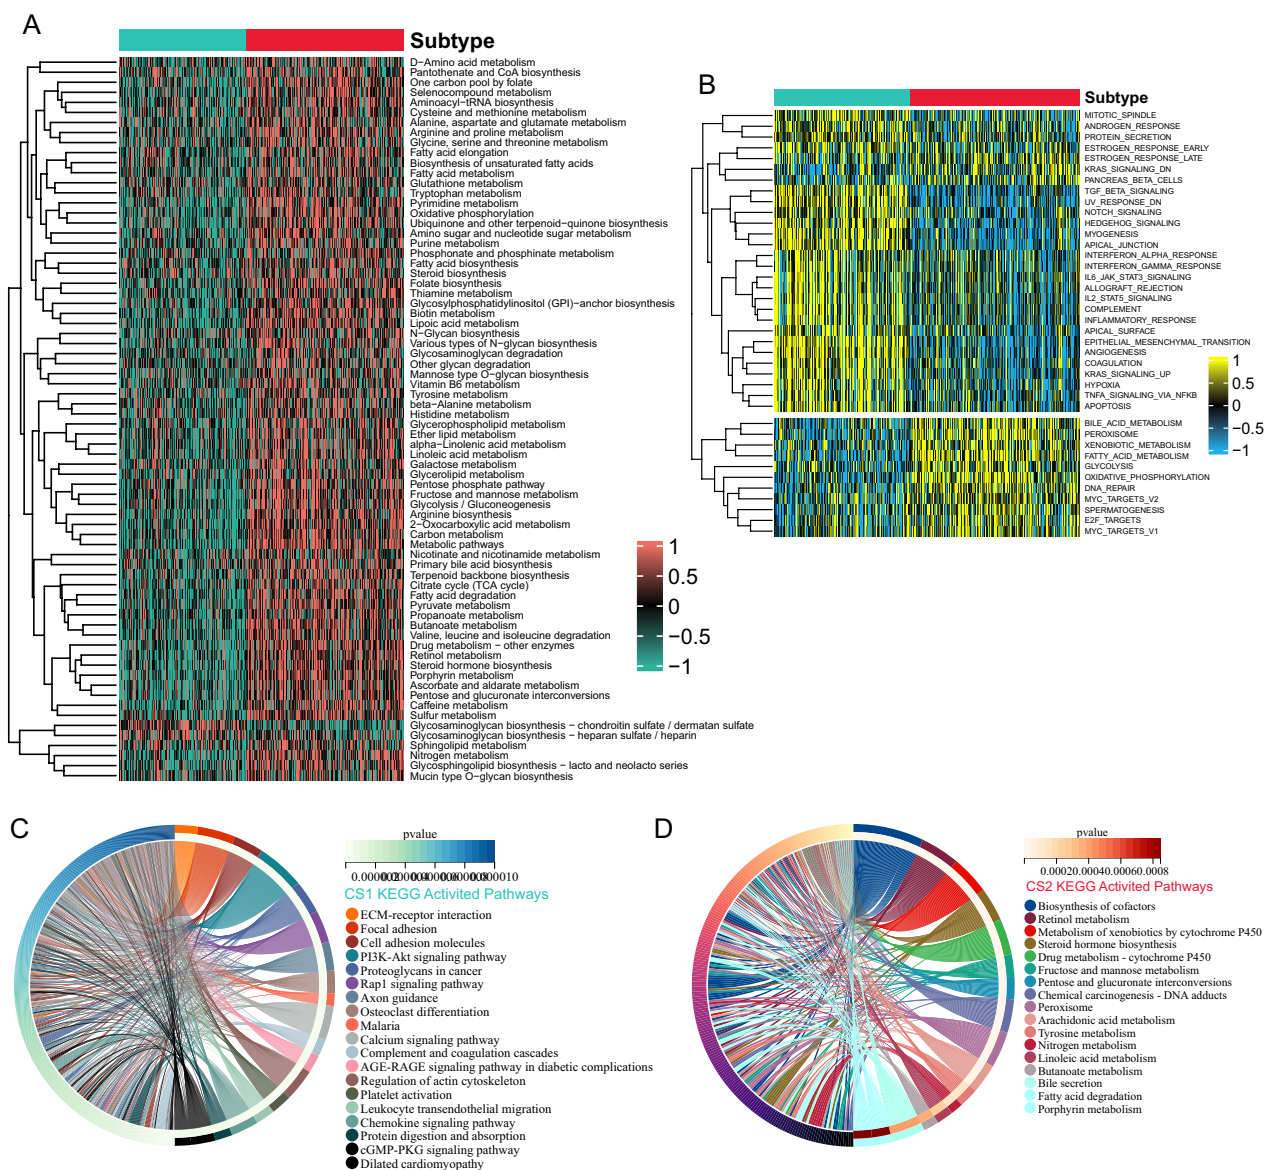 A
Subtype
D−Amino acid metabolism
Pantothenate and CoA biosynthesis
One carbon pool by folate
Selenocompound metabolism
Aminoacyl−tRNA biosynthesis
Cysteine and methionine metabolism
Alanine, aspartate and glutamate metabolism
Arginine and proline metabolism
Glycine, serine and threonine metabolism
Fatty acid elongation
Biosynthesis of unsaturated fatty acids
Fatty acid metabolism
Glutathione metabolism
Tryptophan metabolism
Pyrimidine metabolism
Oxidative phosphorylation
Ubiquinone and other terpenoid−quinone biosynthesis
Amino sugar and nucleotide sugar metabolism
Purine metabolism
Phosphonate and phosphinate metabolism
Fatty acid biosynthesis
Steroid biosynthesis
Folate biosynthesis
Thiamine metabolism
Glycosylphosphatidylinositol (GPI)−anchor biosynthesis
Biotin metabolism
Lipoic acid metabolism
N−Glycan biosynthesis
Various types of N−glycan biosynthesis
Glycosaminoglycan degradation
Other glycan degradation
Mannose type O−glycan biosynthesis
Vitamin B6 metabolism
Tyrosine metabolism
beta−Alanine metabolism
Histidine metabolism
Glycerophospholipid metabolism
Ether lipid metabolism
alpha−Linolenic acid metabolism
Linoleic acid metabolism
Galactose metabolism
Glycerolipid metabolism
Pentose phosphate pathway
Fructose and mannose metabolism
Glycolysis / Gluconeogenesis
Arginine biosynthesis
2−Oxocarboxylic acid metabolism
Carbon metabolism
Metabolic pathways
Nicotinate and nicotinamide metabolism
Primary bile acid biosynthesis
Terpenoid backbone biosynthesis
Citrate cycle (TCA cycle)
Fatty acid degradation
Pyruvate metabolism
Propanoate metabolism
Butanoate metabolism
Valine, leucine and isoleucine degradation
Drug metabolism − other enzymes
Retinol metabolism
Steroid hormone biosynthesis
Porphyrin metabolism
Ascorbate and aldarate metabolism
Pentose and glucuronate interconversions
Caffeine metabolism
Sulfur metabolism
Glycosaminoglycan biosynthesis − chondroitin sulfate / dermatan sulfate
Glycosaminoglycan biosynthesis − heparan sulfate / heparin
Sphingolipid metabolism
Nitrogen metabolism
Glycosphingolipid biosynthesis − lacto and neolacto series
Mucin type O−glycan biosynthesis
1
0.5
0
−0.5
−1
B
Subtype
MITOTIC_SPINDLE
ANDROGEN_RESPONSE
PROTEIN_SECRETION
ESTROGEN_RESPONSE_EARLY
ESTROGEN_RESPONSE_LATE
KRAS_SIGNALING_DN
PANCREAS_BETA_CELLS
TGF_BETA_SIGNALING
UV_RESPONSE_DN
NOTCH_SIGNALING
HEDGEHOG_SIGNALING
MYOGENESIS
APICAL_JUNCTION
INTERFERON_ALPHA_RESPONSE
INTERFERON_GAMMA_RESPONSE
IL6_JAK_STAT3_SIGNALING
ALLOGRAFT_REJECTION
IL2_STAT5_SIGNALING
COMPLEMENT
INFLAMMATORY_RESPONSE
APICAL_SURFACE
EPITHELIAL_MESENCHYMAL_TRANSITION
ANGIOGENESIS
COAGULATION
KRAS_SIGNALING_UP
HYPOXIA
TNFA_SIGNALING_VIA_NFKB
APOPTOSIS
BILE_ACID_METABOLISM
PEROXISOME
XENOBIOTIC_METABOLISM
FATTY_ACID_METABOLISM
GLYCOLYSIS
OXIDATIVE_PHOSPHORYLATION
DNA_REPAIR
MYC_TARGETS_V2
SPERMATOGENESIS
E2F_TARGETS
MYC_TARGETS_V1
1
0.5
0
−0.5
−1
C
pvalue
CS1 KEGG Activited Pathways
ECM-receptor interaction
Focal adhesion
Cell adhesion molecules
PI3K-Akt signaling pathway
Proteoglycans in cancer
Rap1 signaling pathway
Axon guidance
Osteoclast differentiation
Malaria
Calcium signaling pathway
Complement and coagulation cascades
AGE-RAGE signaling pathway in diabetic complications
Regulation of actin cytoskeleton
Platelet activation
Leukocyte transendothelial migration
Chemokine signaling pathway
Protein digestion and absorption
cGMP-PKG signaling pathway
Dilated cardiomyopathy
D
pvalue
0.0002 0.0004 0.0006 0.0008
CS2 KEGG Activited Pathways
Biosynthesis of cofactors
Retinol metabolism
Metabolism of xenobiotics by cytochrome P450
Steroid hormone biosynthesis
Drug metabolism - cytochrome P450
Fructose and mannose metabolism
Pentose and glucuronate interconversions
Chemical carcinogenesis - DNA adducts
Peroxisome
Arachidonic acid metabolism
Tyrosine metabolism
Nitrogen metabolism
Linoleic acid metabolism
Butanoate metabolism
Bile secretion
Fatty acid degradation
Porphyrin metabolism